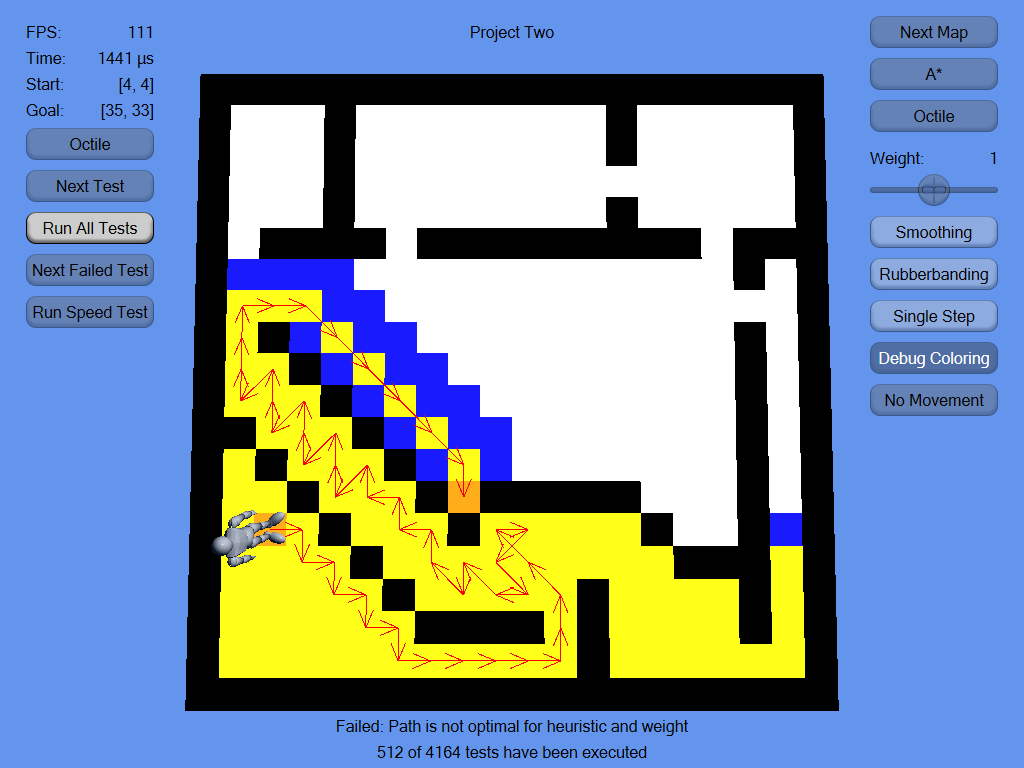 FPS: 111
Time: 1441 µs
Start: [4, 4]
Goal: [35, 33]
Octile
Next Test
Run All Tests
Next Failed Test
Run Speed Test
Project Two
Next Map
A*
Octile
Weight: 1
Smoothing
Rubberbanding
Single Step
Debug Coloring
No Movement
Failed: Path is not optimal for heuristic and weight
512 of 4164 tests have been executed